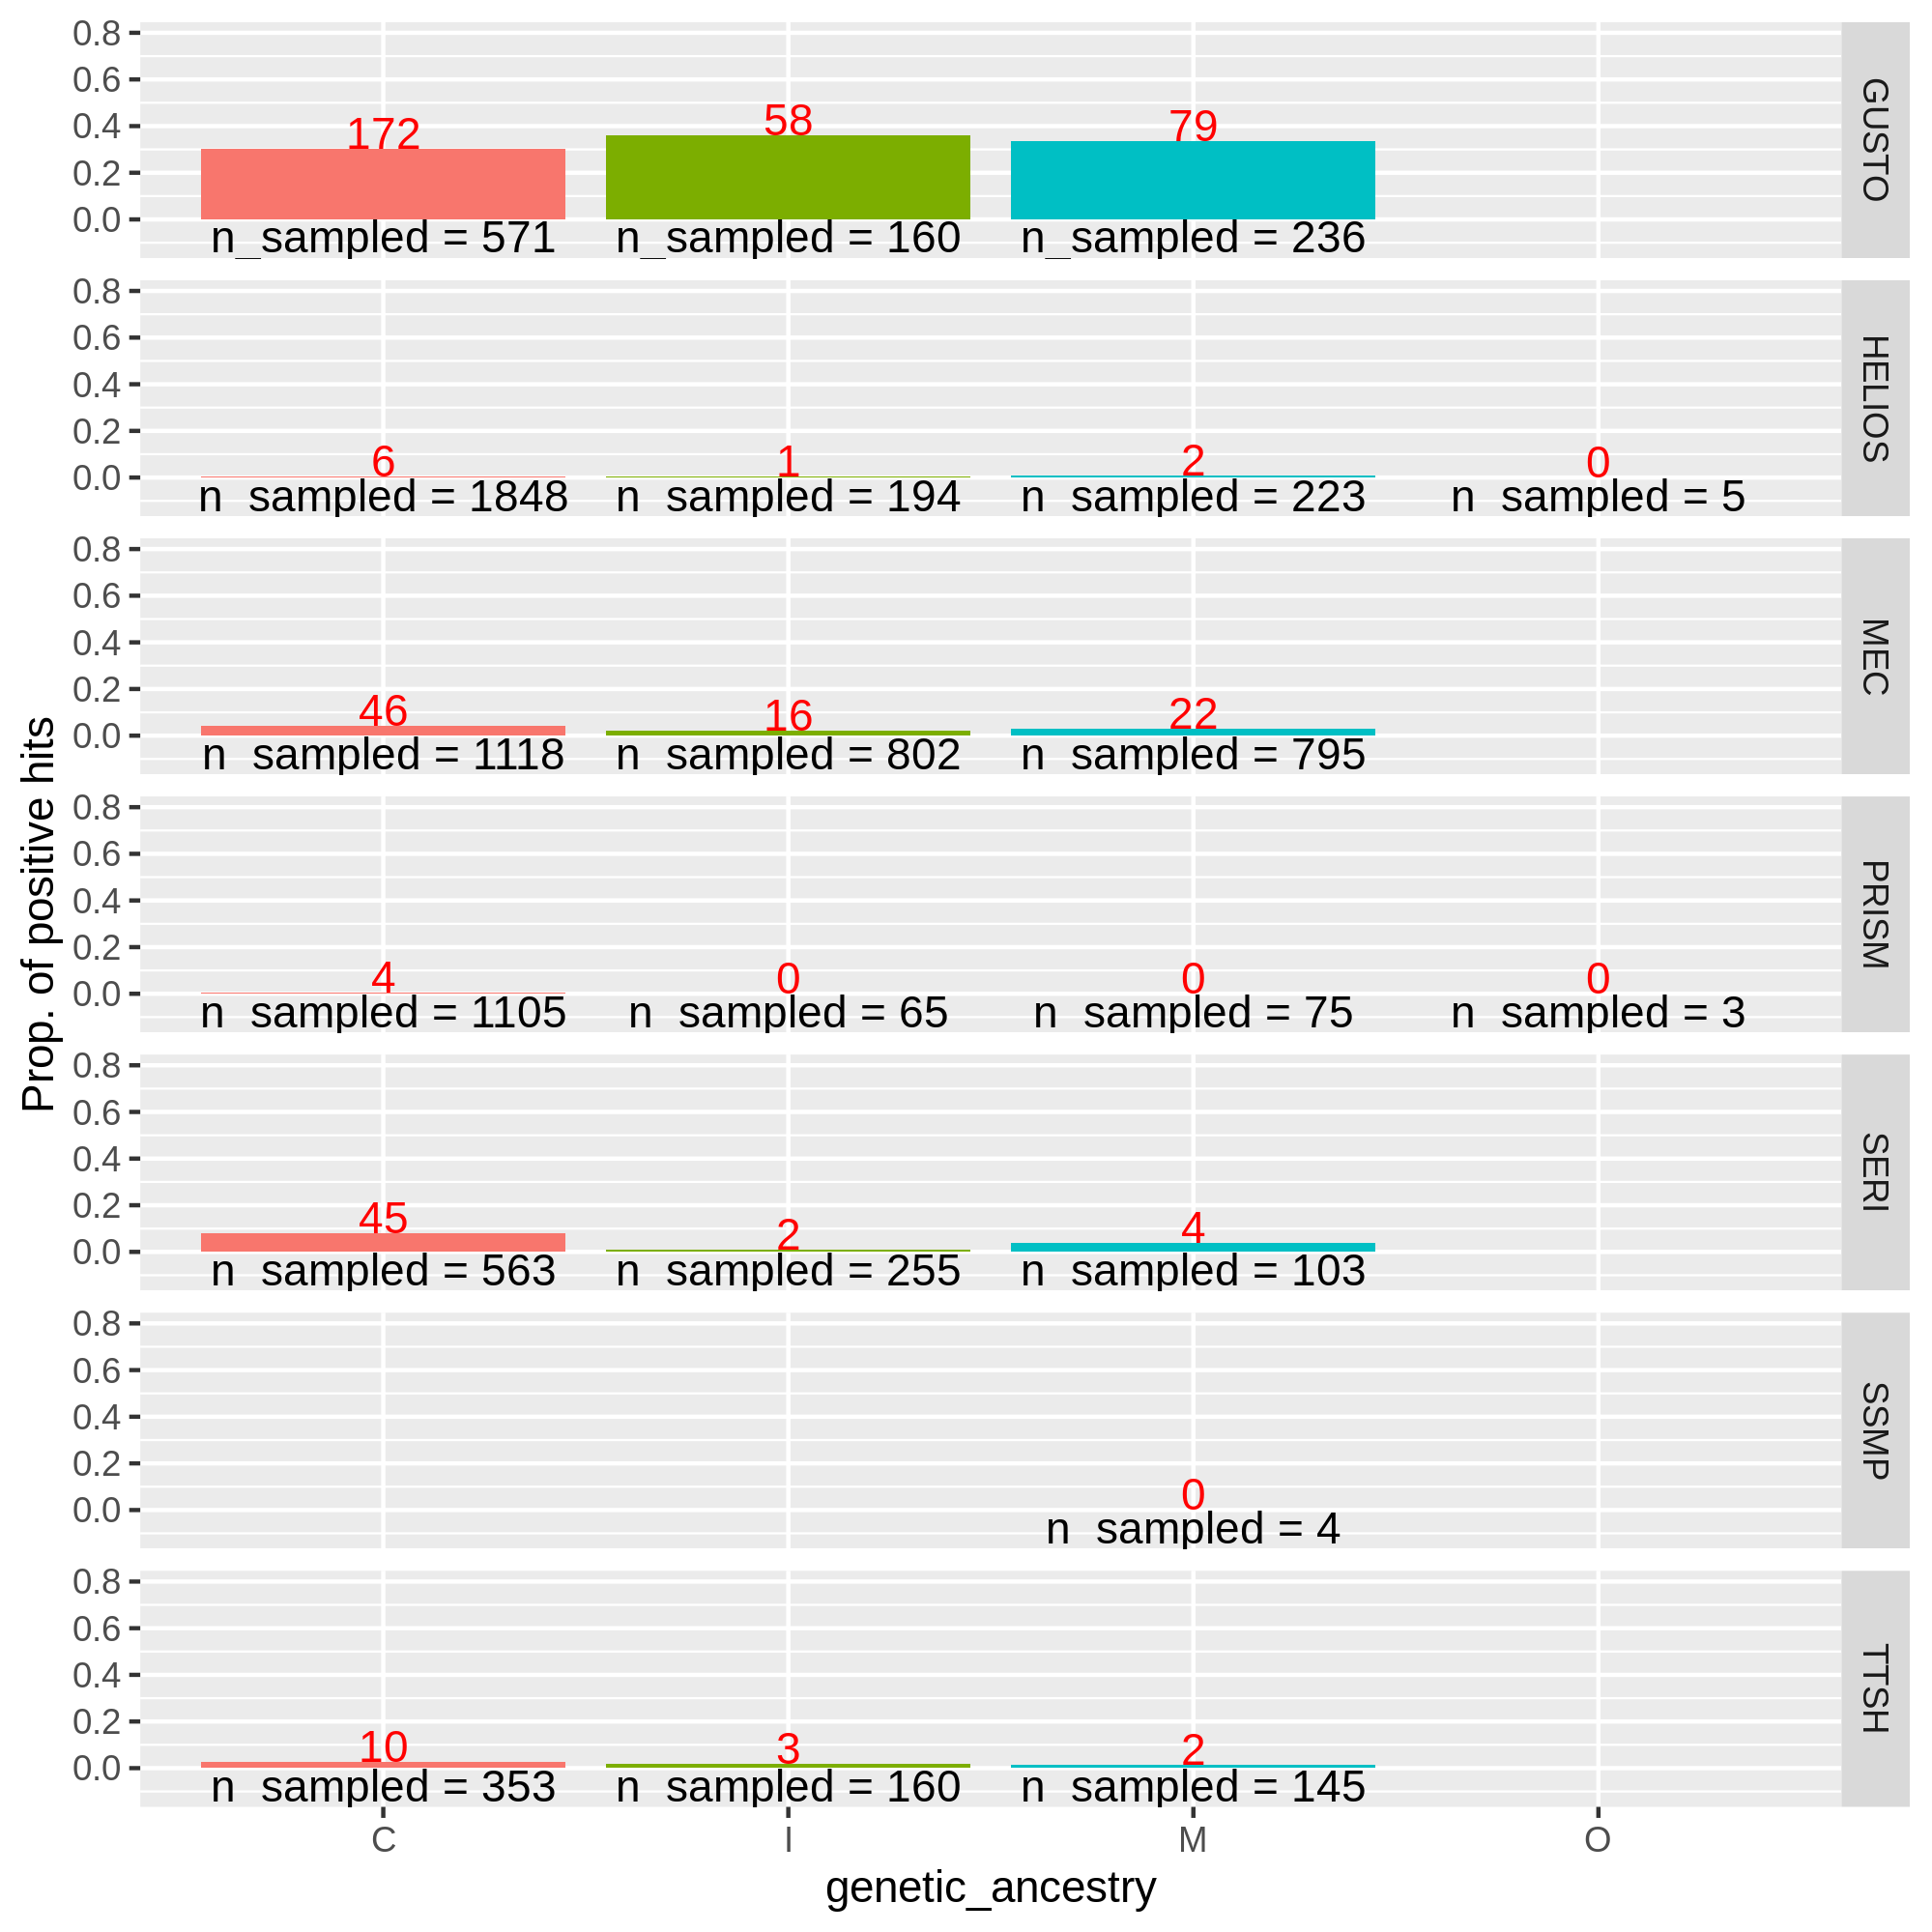 Prop. of positive hits
0.8
0.6
0.4
0.2
0.0
172
58
79
n_sampled = 571
n_sampled = 160
n_sampled = 236
GUSTO
0.8
0.6
0.4
0.2
0.0
6
1
2
0
n_sampled = 1848
n_sampled = 194
n_sampled = 223
n_sampled = 5
HELIOS
0.8
0.6
0.4
0.2
0.0
46
16
22
n_sampled = 1118
n_sampled = 802
n_sampled = 795
MEC
0.8
0.6
0.4
0.2
0.0
4
0
0
0
n_sampled = 1105
n_sampled = 65
n_sampled = 75
n_sampled = 3
PRISM
0.8
0.6
0.4
0.2
0.0
45
2
4
n_sampled = 563
n_sampled = 255
n_sampled = 103
SERI
0.8
0.6
0.4
0.2
0.0
0
n_sampled = 4
SSMP
0.8
0.6
0.4
0.2
0.0
10
3
2
n_sampled = 353
n_sampled = 160
n_sampled = 145
TTSH
C
I
M
O
genetic_ancestry